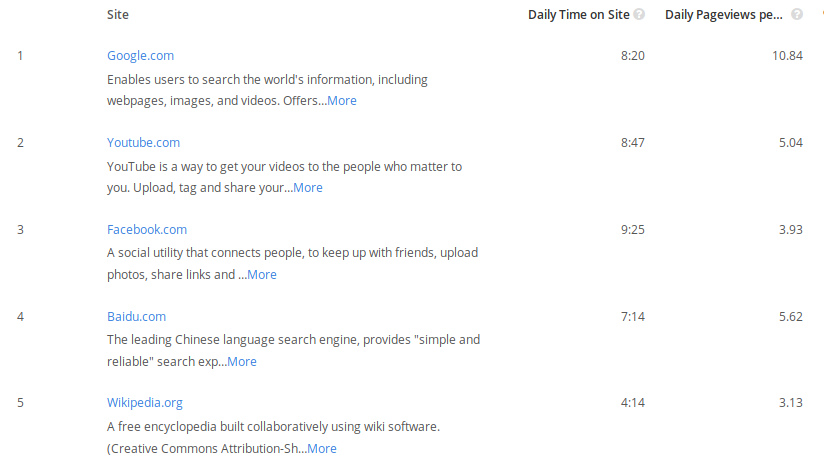 Site Daily Time on Site Daily Pageviews pe...
1 Google.com 8:20 10.84
Enables users to search the world's information, including
webpages, images, and videos. Offers...More
2 Youtube.com 8:47 5.04
YouTube is a way to get your videos to the people who matter to
you. Upload, tag and share your...More
3 Facebook.com 9:25 3.93
A social utility that connects people, to keep up with friends, upload
photos, share links and ...More
4 Baidu.com 7:14 5.62
The leading Chinese language search engine, provides "simple and
reliable" search exp...More
5 Wikipedia.org 4:14 3.13
A free encyclopedia built collaboratively using wiki software.
(Creative Commons Attribution-Sh...More